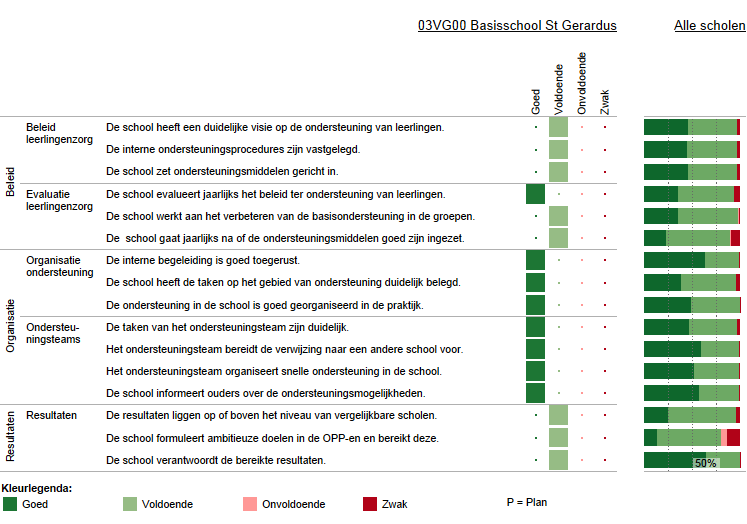 03VG00 Basisschool St Gerardus
Alle scholen
Goed
Voldoende
Onvoldoende
Zwak
Beleid
Beleid leerlingenzorg
De school heeft een duidelijke visie op de ondersteuning van leerlingen.
De interne ondersteuningsprocedures zijn vastgelegd.
De school zet ondersteuningsmiddelen gericht in.
Evaluatie leerlingenzorg
De school evalueert jaarlijks het beleid ter ondersteuning van leerlingen.
De school werkt aan het verbeteren van de basisondersteuning in de groepen.
De school gaat jaarlijks na of de ondersteuningsmiddelen goed zijn ingezet.
Organisatie
Organisatie ondersteuning
De interne begeleiding is goed toegerust.
De school heeft de taken op het gebied van ondersteuning duidelijk belegd.
De ondersteuning in de school is goed georganiseerd in de praktijk.
Ondersteu-
ningsteams
De taken van het ondersteuningsteam zijn duidelijk.
Het ondersteuningsteam bereidt de verwijzing naar een andere school voor.
Het ondersteuningsteam organiseert snelle ondersteuning in de school.
De school informeert ouders over de ondersteuningsmogelijkheden.
Resultaten
Resultaten
De resultaten liggen op of boven het niveau van vergelijkbare scholen.
De school formuleert ambitieuze doelen in de OPP-en en bereikt deze.
De school verantwoordt de bereikte resultaten.
50%
Kleurlegenda:
Goed
Voldoende
Onvoldoende
Zwak
P = Plan